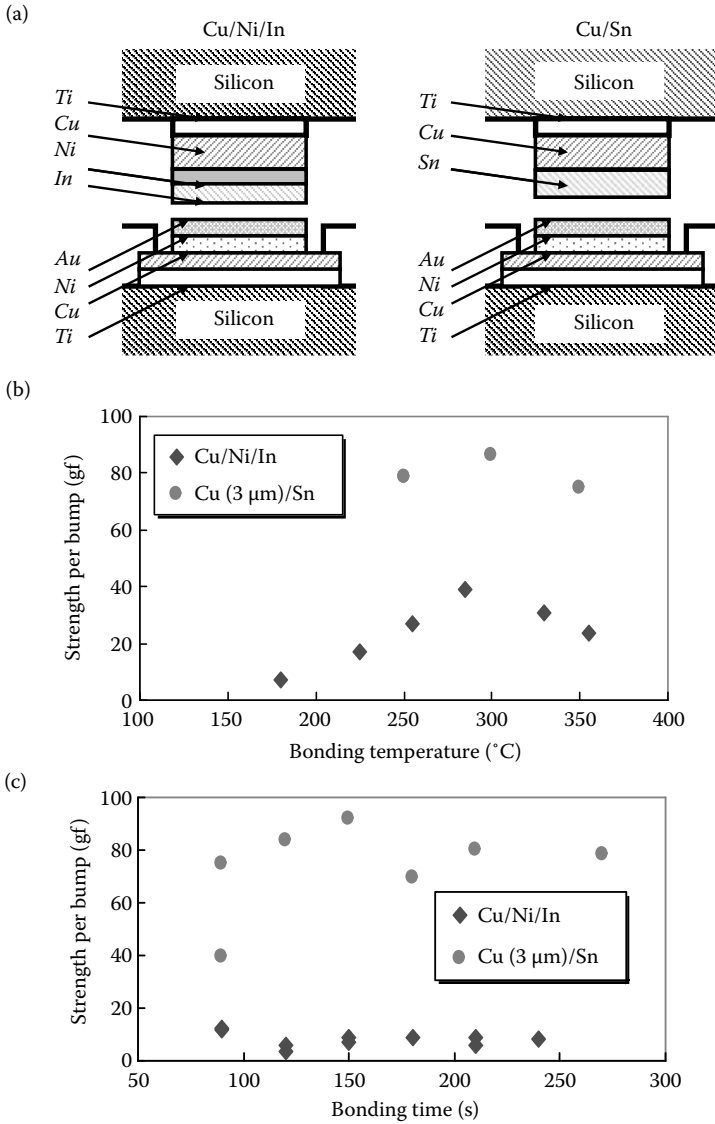 (a)
Cu/Ni/In
Cu/Sn
Silicon
Silicon
Ti
Cu
Ni
In
Ti
Cu
Sn
Au
Ni
Cu
Ti
Au
Ni
Cu
Ti
Silicon
Silicon
(b)
100
80
60
40
20
0
Strength per bump (gf)
Cu/Ni/In
Cu (3 μm)/Sn
100
150
200
250
300
350
400
Bonding temperature (˚C)
(c)
100
80
60
40
20
0
Strength per bump (gf)
Cu/Ni/In
Cu (3 μm)/Sn
50
100
150
200
250
300
Bonding time (s)